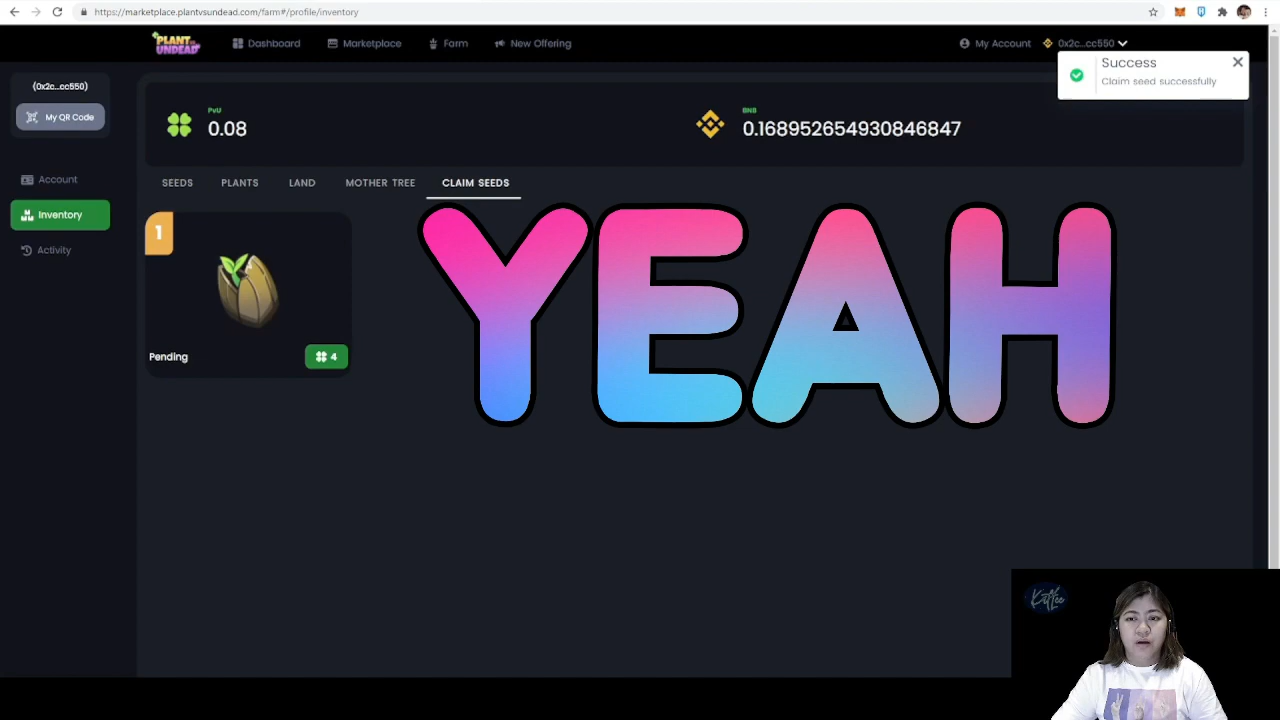 https://marketplace.plantvsundead.com/farm#/profile/inventory
PLANT VS UNDEAD
Dashboard
Marketplace
Farm
New Offering
My Account
0x2c...cc550
Success
Claim seed successfully
(0x2c...cc550)
My QR Code
Account
Inventory
Activity
PVU
0.08
BNB
0.168952654930846847
SEEDS
PLANTS
LAND
MOTHER TREE
CLAIM SEEDS
1
Pending
4
YEAH